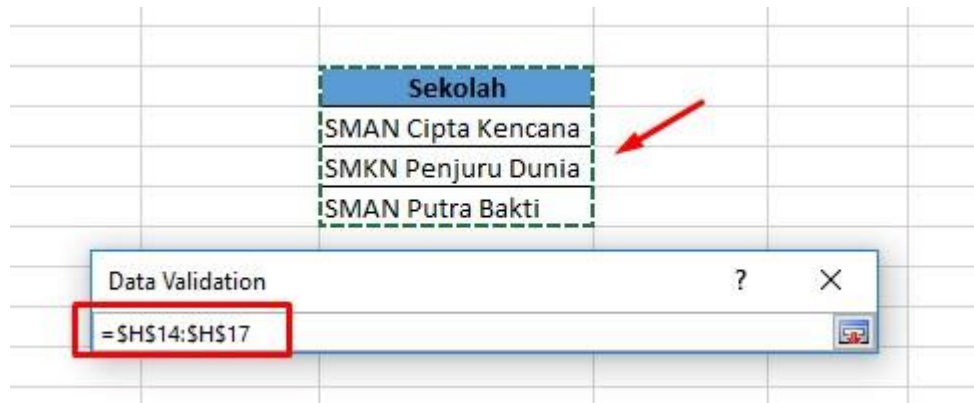 Sekolah
SMAN Cipta Kencana
SMKN Penjuru Dunia
SMAN Putra Bakti
Data Validation ?
=$H$14:$H$17